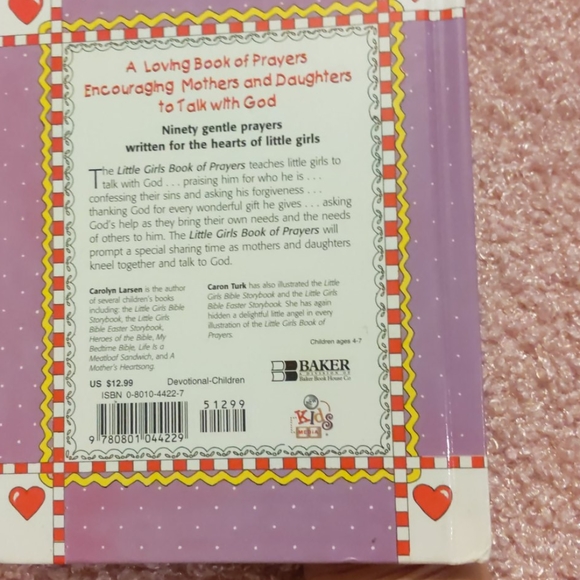 A Loving Book of Prayers
Encouraging Mothers and Daughters
to Talk with God
Ninety gentle prayers
written for the hearts of little girls
The Little Girls Book of Prayers teaches little girls to
talk with God . . . praising him for who he is . . .
confessing their sins and asking his forgiveness . . .
thanking God for every wonderful gift he gives . . . asking
God's help as they bring their own needs and the needs
of others to him. The Little Girls Book of Prayers will
prompt a special sharing time as mothers and daughters
kneel together and talk to God.
Carolyn Larsen is the author
of several children's books
including: the Little Girls Bible
Storybook, the Little Girls
Bible Easter Storybook,
Heroes of the Bible, My
Bedtime Bible, Life Is a
Meatloaf Sandwich, and A
Mother's Heartsong.
Caron Turk has also illustrated the Little
Girls Bible Storybook and the Little Girls
Bible Easter Storybook. She has again
hidden a delightful little angel in every
illustration of the Little Girls Book of
Prayers.
Children ages 4-7
BAKER
A DIVISION OF
Baker Book House Co
US $12.99
Devotional-Children
ISBN 0-8010-4422-7
51299
9 780801 044229
Kids